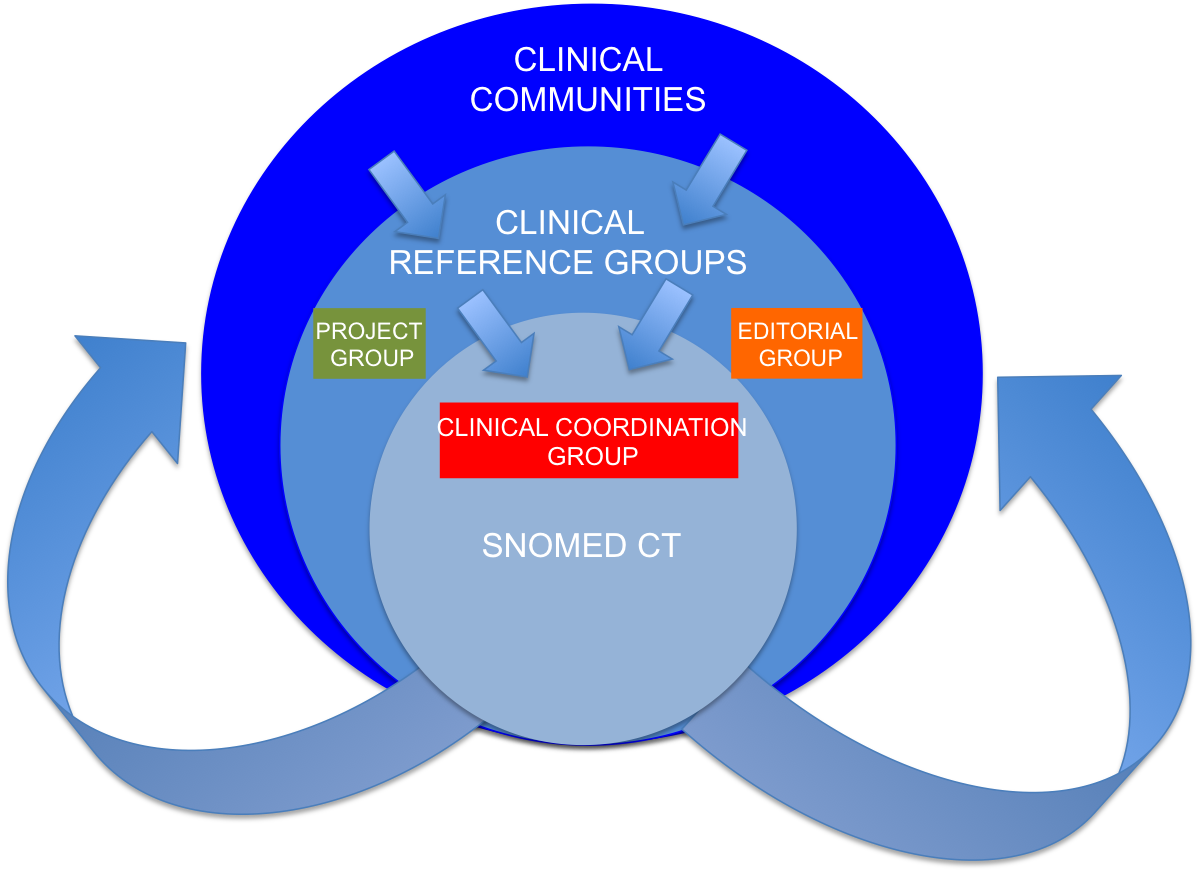 CLINICAL
COMMUNITIES
CLINICAL
REFERENCE GROUPS
PROJECT
GROUP
EDITORIAL
GROUP
CLINICAL COORDINATION
GROUP
SNOMED CT